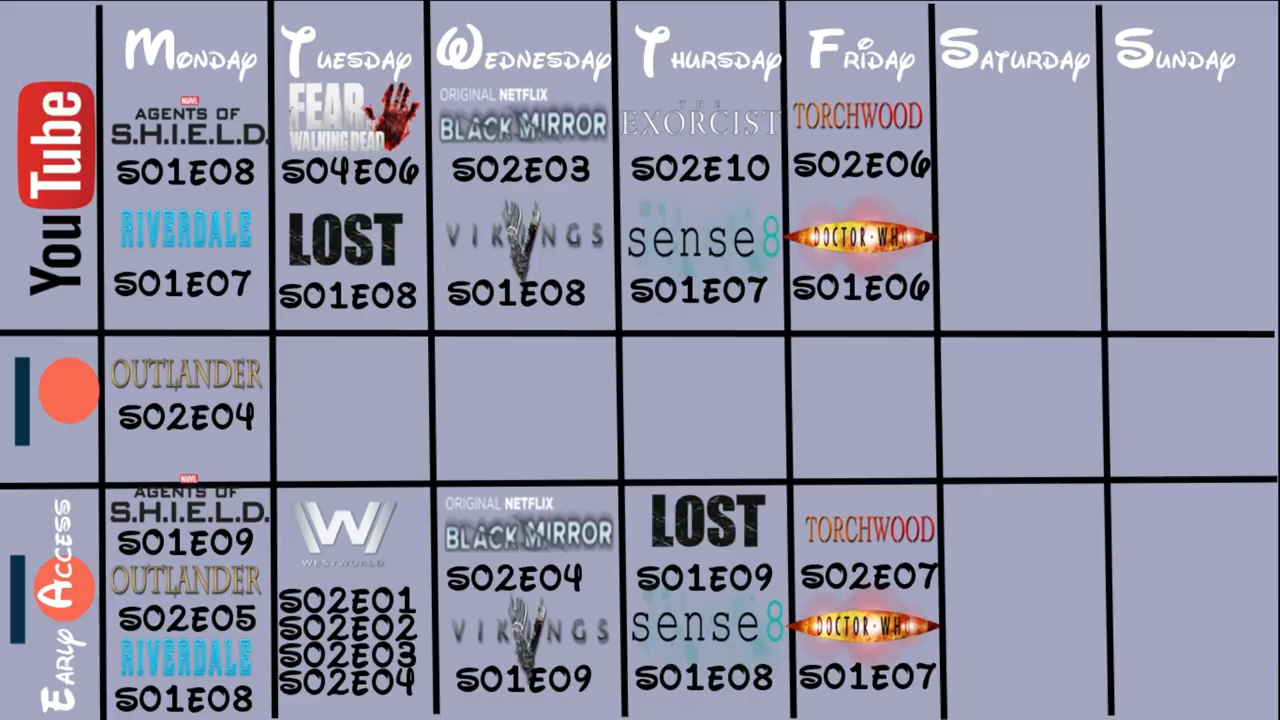 Monday Tuesday Wednesday Thursday Friday Saturday Sunday
YouTube
MARVEL
AGENTS OF
S.H.I.E.L.D.
S01E08
RIVERDALE
S01E07
FEAR
THE
WALKING DEAD
S04E06
LOST
S01E08
ORIGINAL NETFLIX
BLACK MIRROR
S02E03
VIKINGS
S01E08
THE
EXORCIST
S02E10
sense8
S01E07
TORCHWOOD
S02E06
DOCTOR·WHO
S01E06
OUTLANDER
S02E04
Early Access
MARVEL
AGENTS OF
S.H.I.E.L.D.
S01E09
OUTLANDER
S02E05
RIVERDALE
S01E08
W
WESTWORLD
S02E01
S02E02
S02E03
S02E04
ORIGINAL NETFLIX
BLACK MIRROR
S02E04
VIKINGS
S01E09
LOST
S01E09
sense8
S01E08
TORCHWOOD
S02E07
DOCTOR·WHO
S01E07